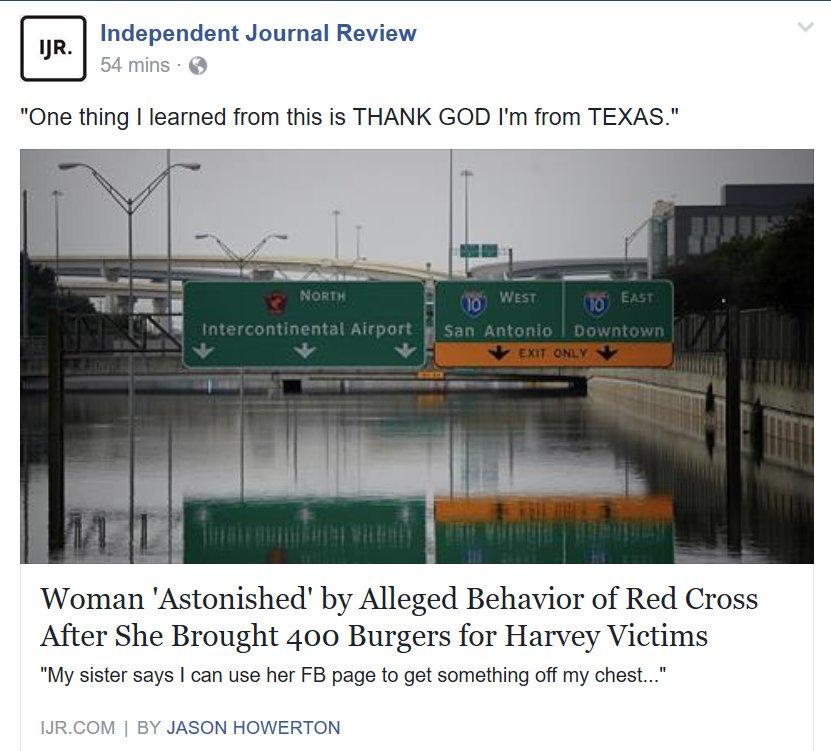 IJR.
Independent Journal Review
54 mins ·
"One thing I learned from this is THANK GOD I'm from TEXAS."
NORTH
Intercontinental Airport
10 WEST
San Antonio
10 EAST
Downtown
EXIT ONLY
Woman 'Astonished' by Alleged Behavior of Red Cross
After She Brought 400 Burgers for Harvey Victims
"My sister says I can use her FB page to get something off my chest..."
IJR.COM | BY JASON HOWERTON